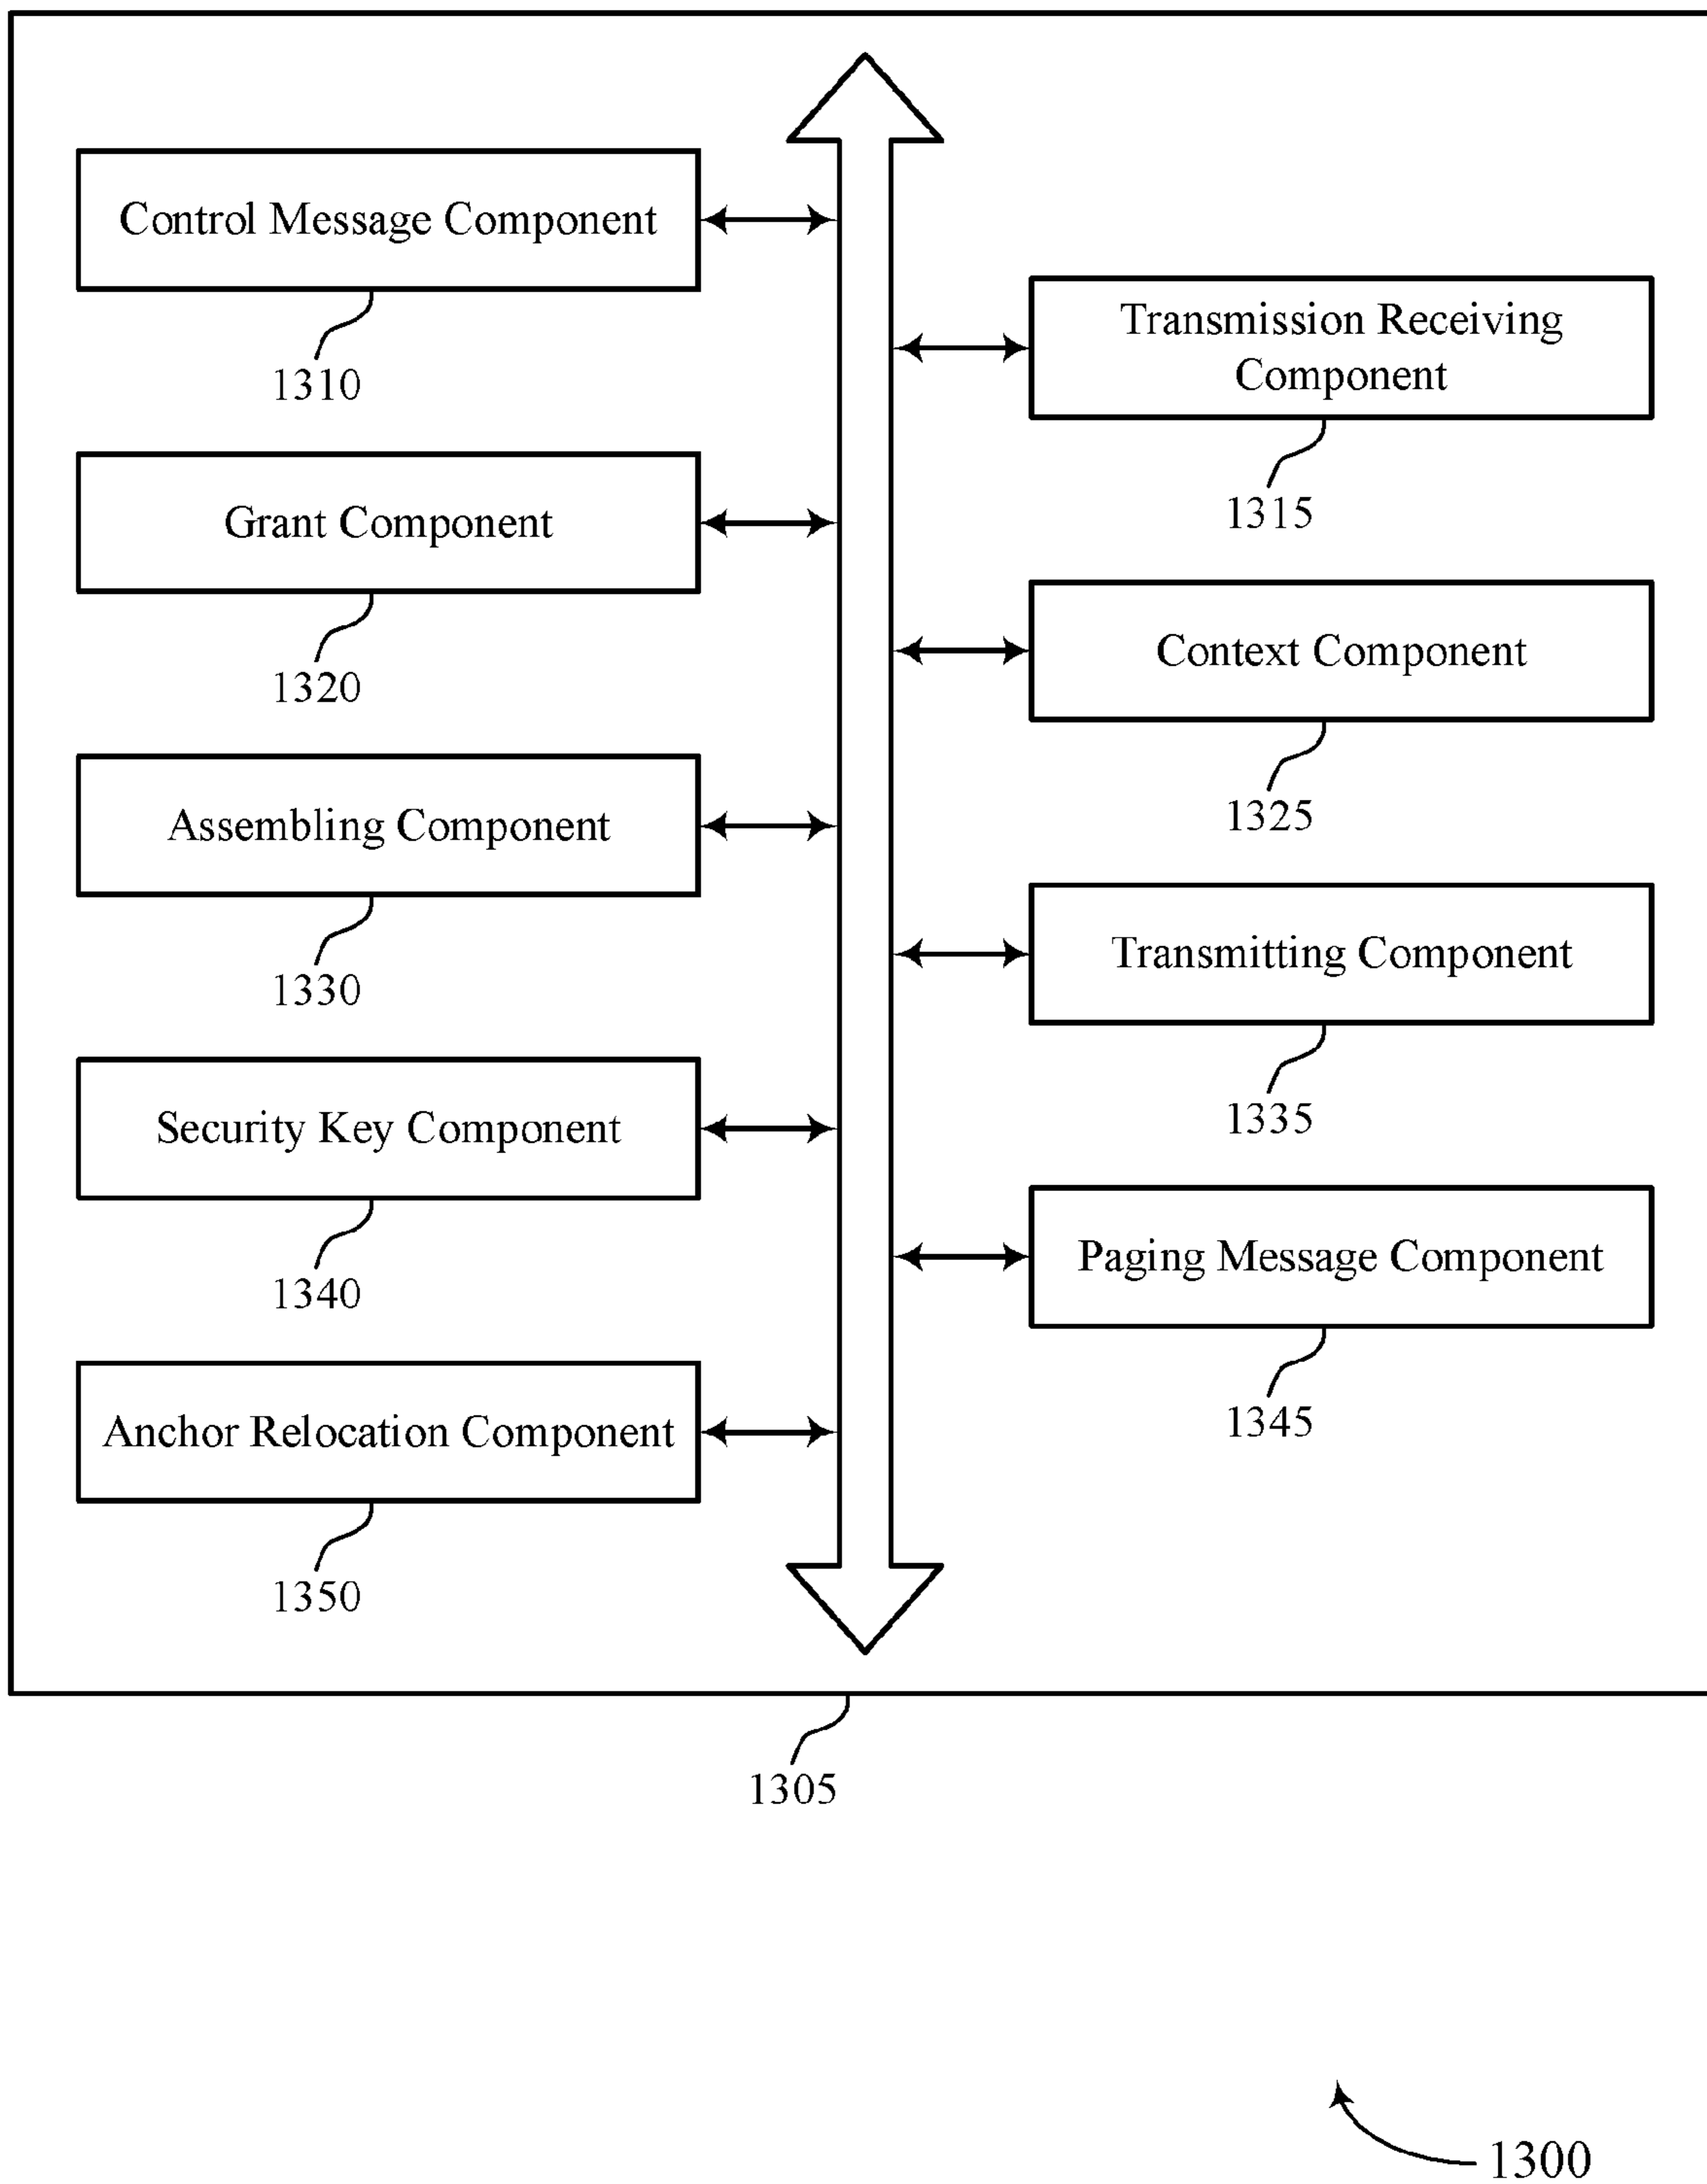 Control Message Component
1310
Transmission Receiving
Component
1315
Grant Component
1320
Context Component
1325
Assembling Component
1330
Transmitting Component
1335
Security Key Component
1340
Paging Message Component
1345
Anchor Relocation Component
1350
1305
1300